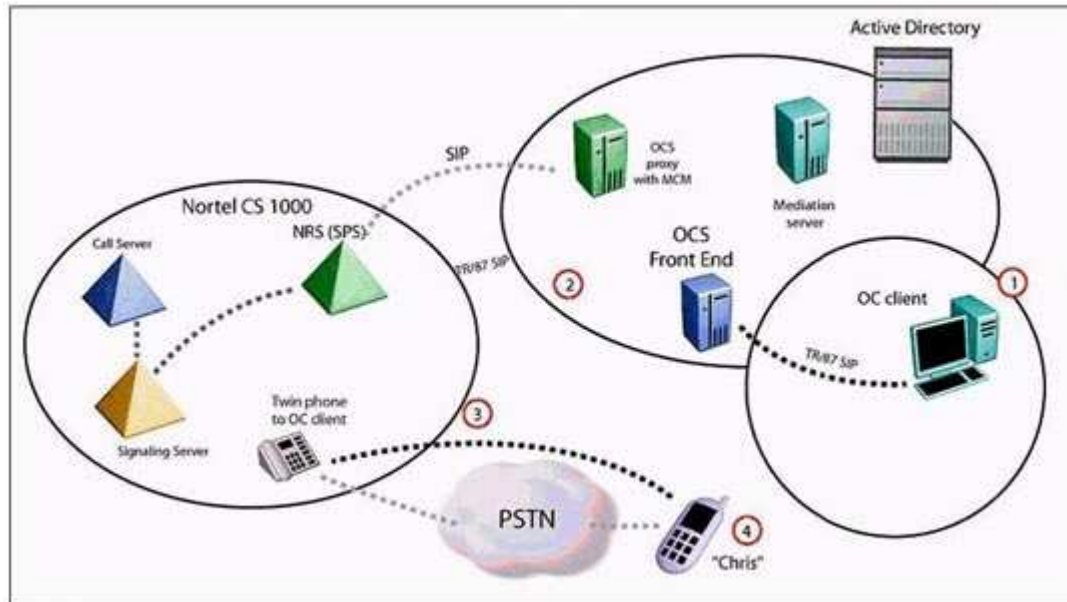 Active Directory
OCS
proxy
with MCM
Mediation
server
SIP
Nortel CS 1000
NRS (SPS)
Call Server
TR/87 SIP
OCS
Front End
2
1
OC client
TR/87 SIP
Twin phone
to OC client
3
Signaling Server
PSTN
4
"Chris"